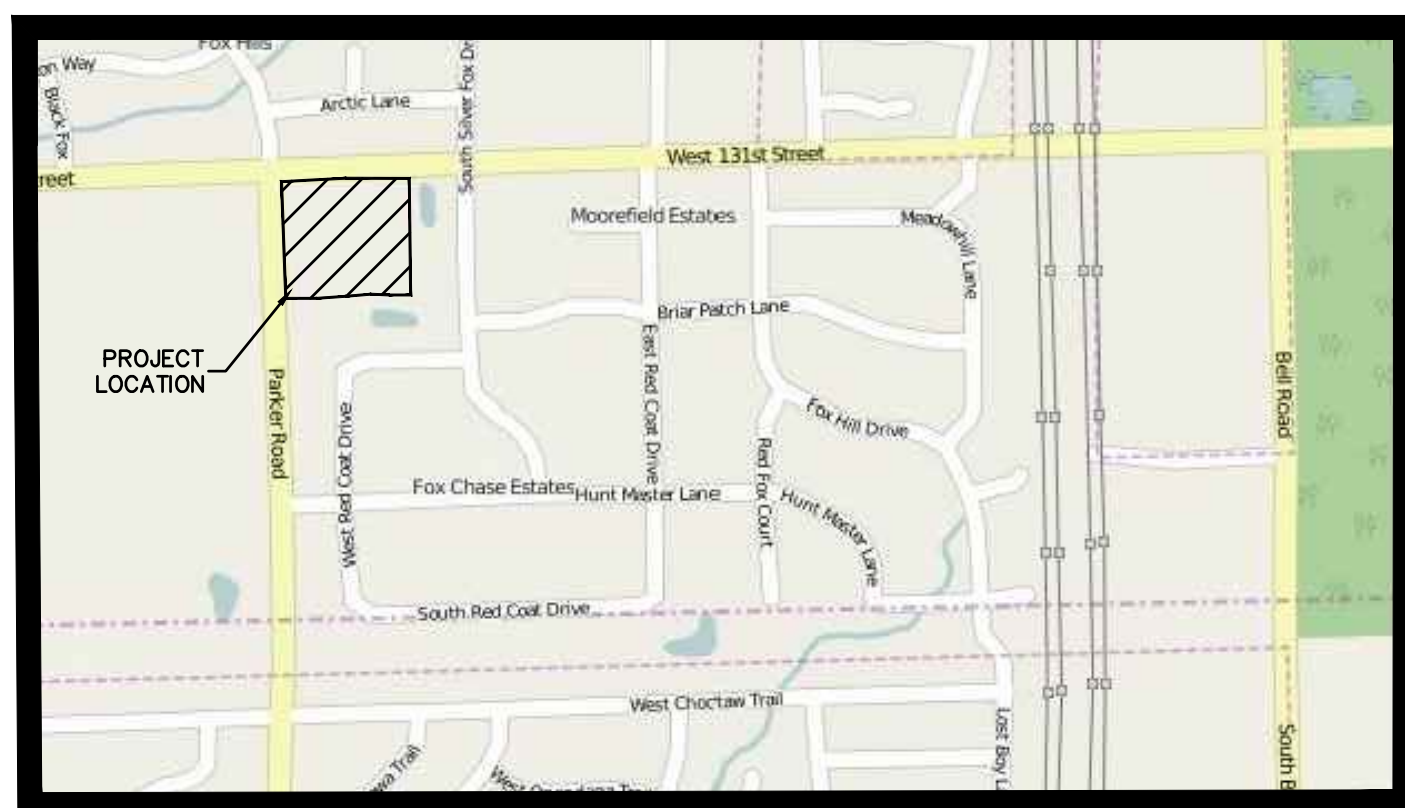 Fox Hills
on Way
Black Fox
Arctic Lane
South Silver Fox Dr
West 131st Street
reet
Moorefield Estates
Meadowhill Lane
Briar Patch Lane
PROJECT
LOCATION
Parker Road
East Red Coat Drive
Bell Road
Fox Hill Drive
West Red Coat Drive
Red Fox Court
Fox Chase Estates
Hunt Master Lane
Hunt Master Lane
South Red Coat Drive
West Choctaw Trail
Lost Boy L
South B
wa Trail